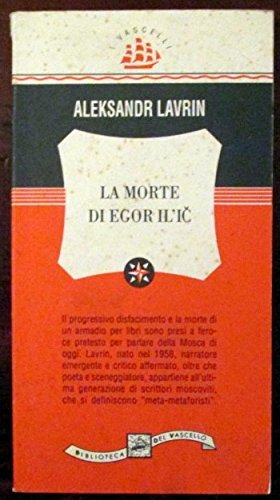 I VASCELLI
ALEKSANDR LAVRIN
LA MORTE
DI EGOR IL'IČ
Il progressivo disfacimento e la morte di
un armadio per libri sono presi a fero-
ce pretesto per parlare della Mosca di
oggi. Lavrin, nato nel 1958, narratore
emergente e critico affermato, oltre che
poeta e sceneggiatore, appartiene all'ulti-
ma generazione di scrittori moscoviti,
che si definiscono "meta-metaforisti".
BIBLIOTECA DEL VASCELLO